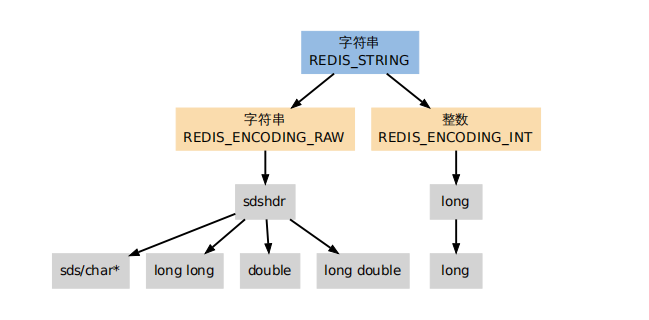 字符串
REDIS_STRING
字符串
REDIS_ENCODING_RAW
整数
REDIS_ENCODING_INT
sdshdr
long
sds/char*
long long
double
long double
long